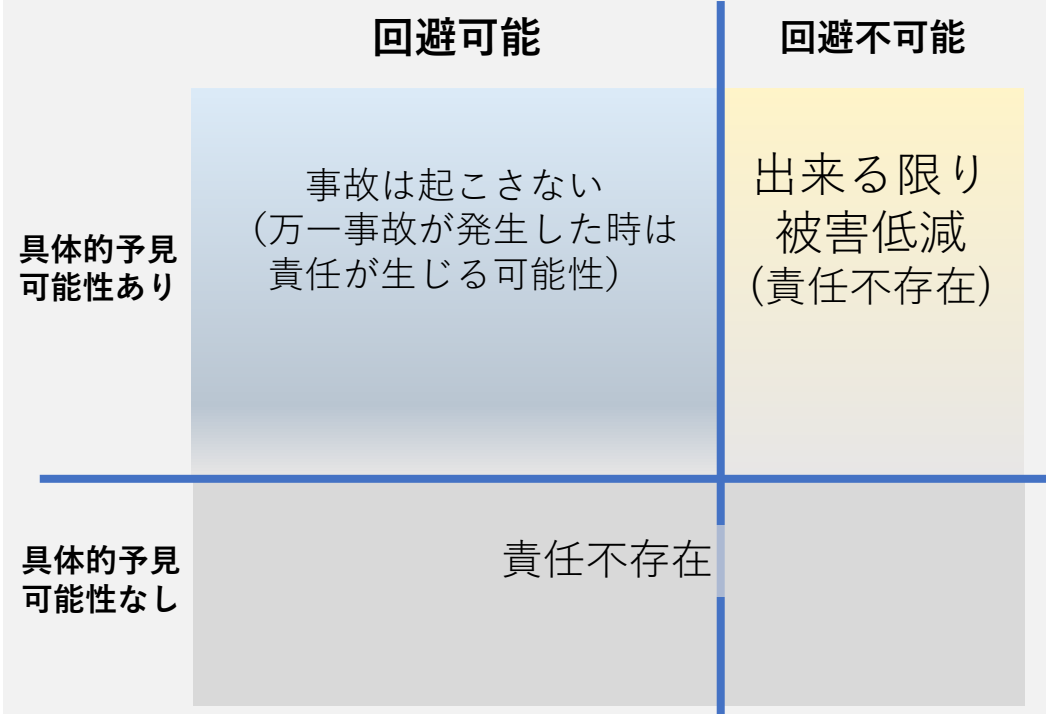 回避可能
回避不可能
具体的予見
可能性あり
事故は起こさない
（万一事故が発生した時は
責任が生じる可能性）
出来る限り
被害低減
(責任不存在)
具体的予見
可能性なし
責任不存在